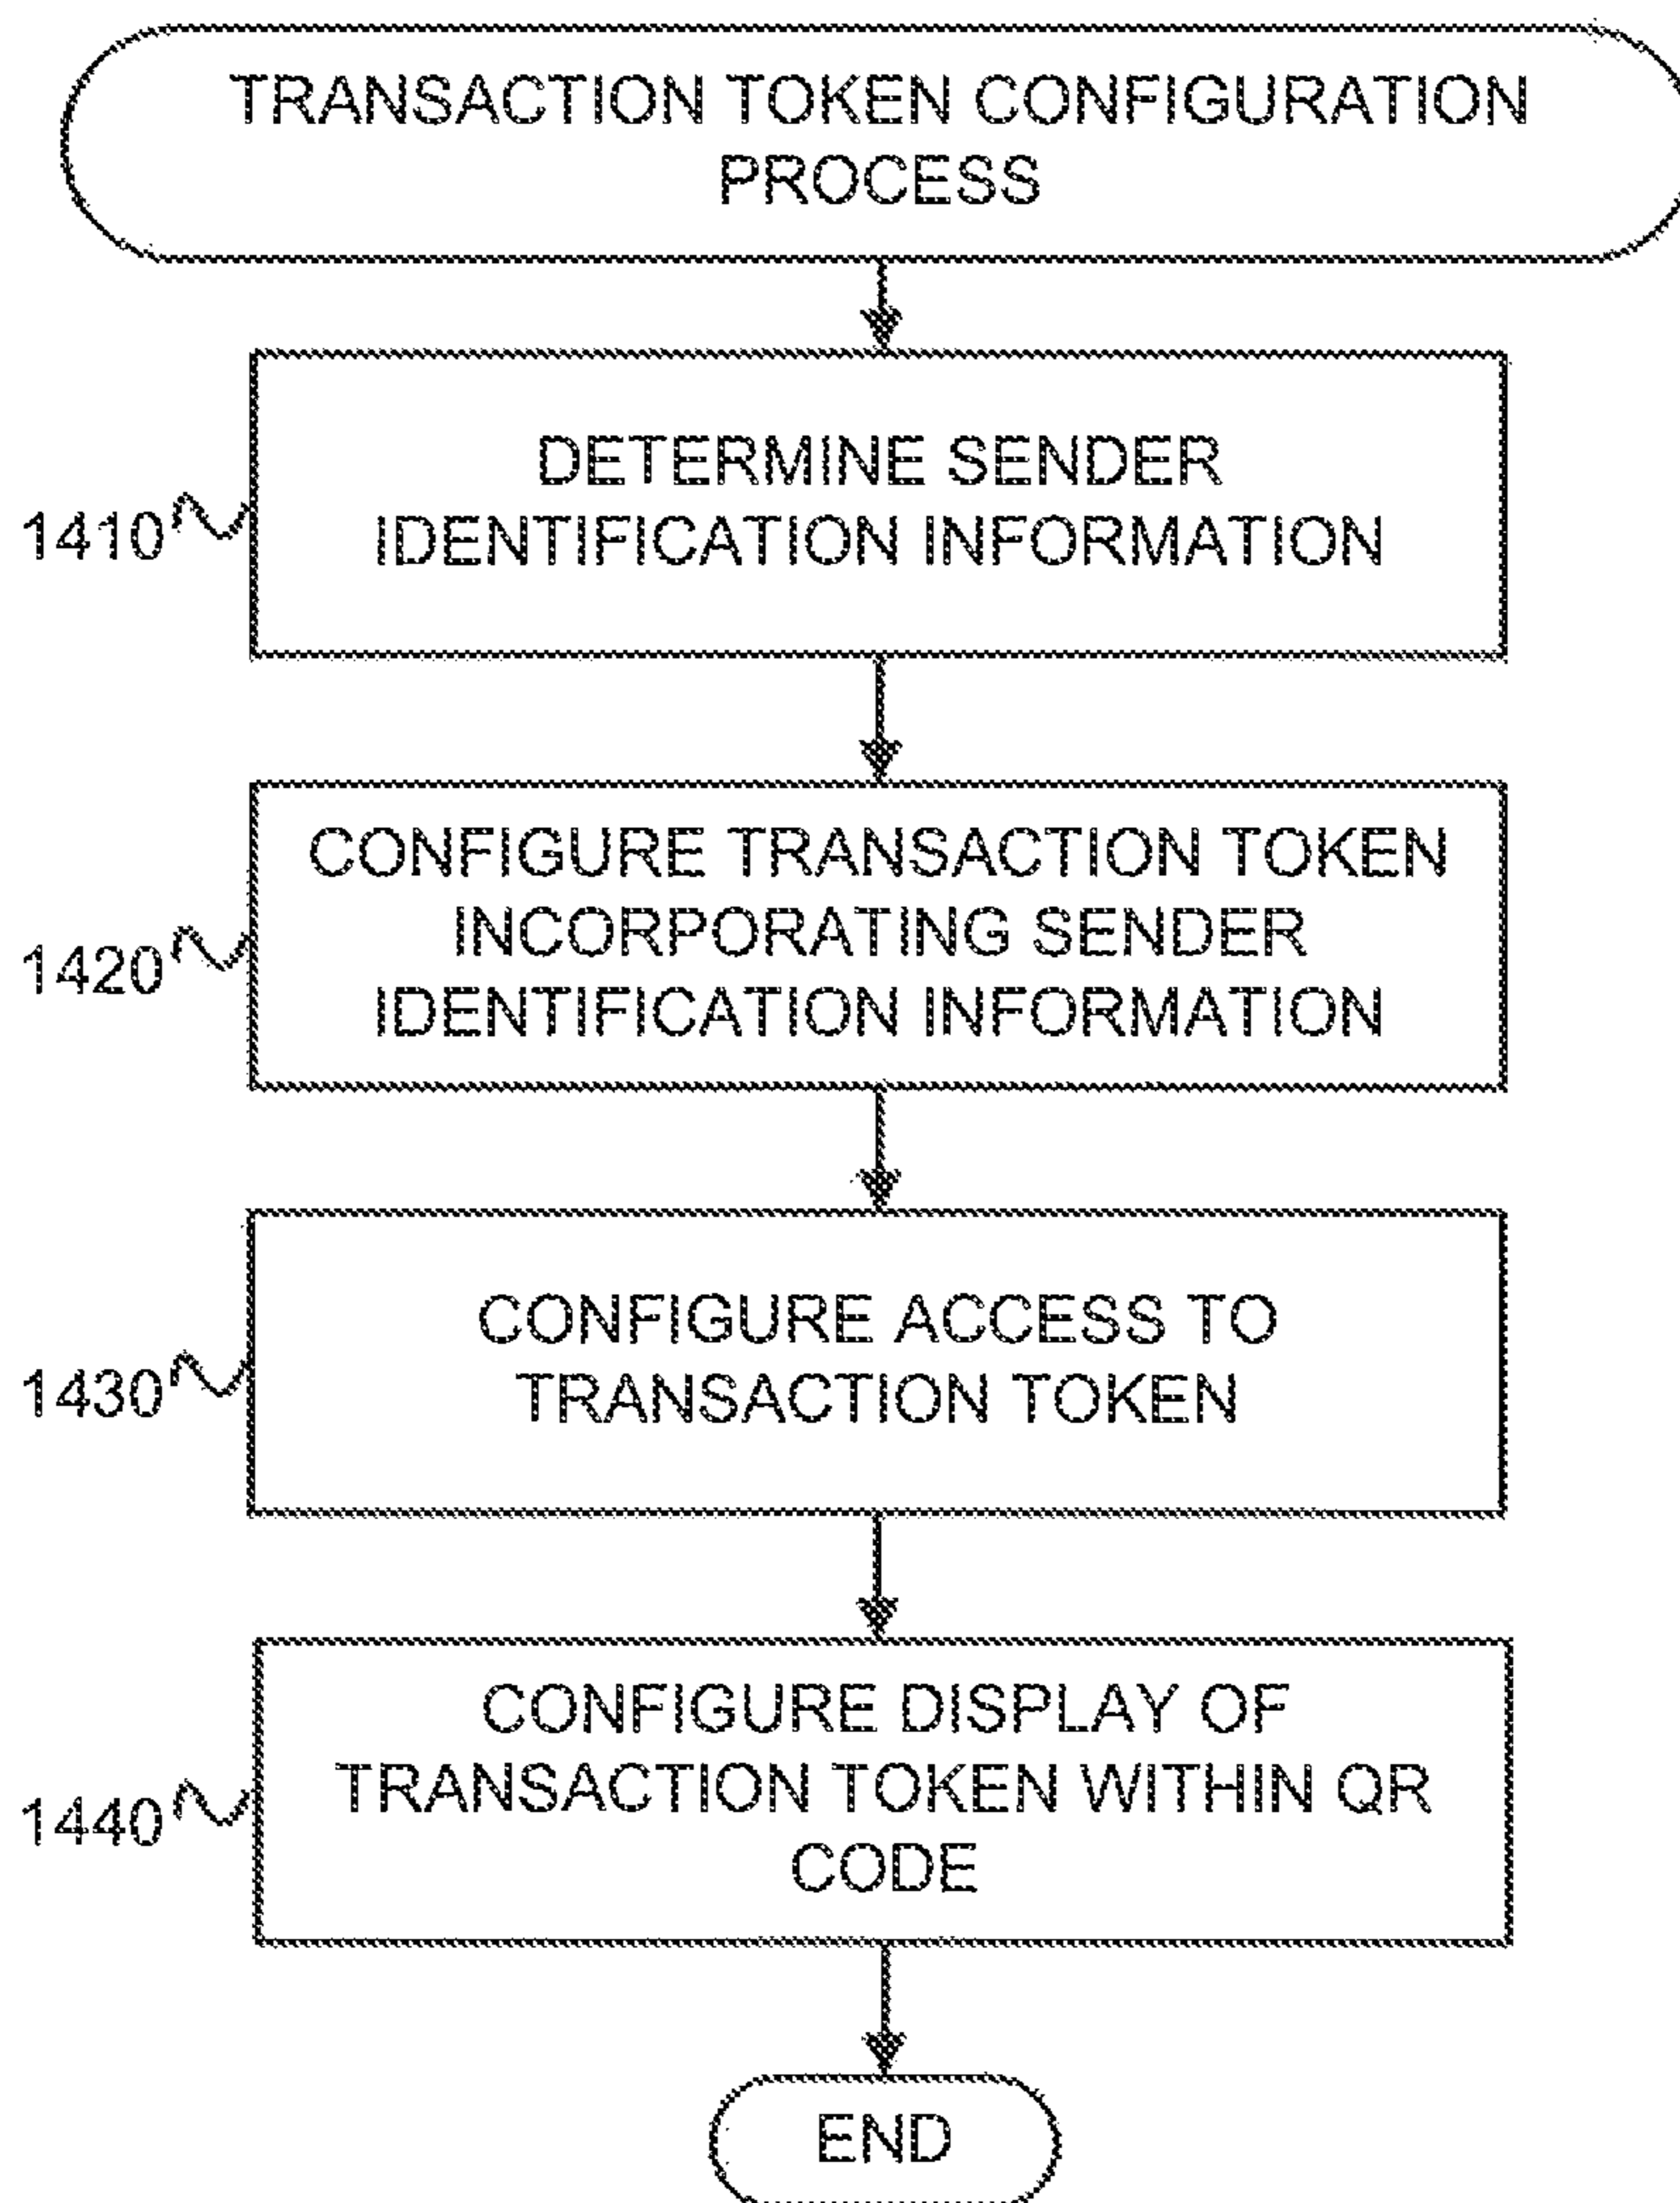 TRANSACTION TOKEN CONFIGURATION
PROCESS
DETERMINE SENDER
IDENTIFICATION INFORMATION
1410
CONFIGURE TRANSACTION TOKEN
INCORPORATING SENDER
IDENTIFICATION INFORMATION
1420
CONFIGURE ACCESS TO
TRANSACTION TOKEN
1430
CONFIGURE DISPLAY OF
TRANSACTION TOKEN WITHIN QR
CODE
1440
END